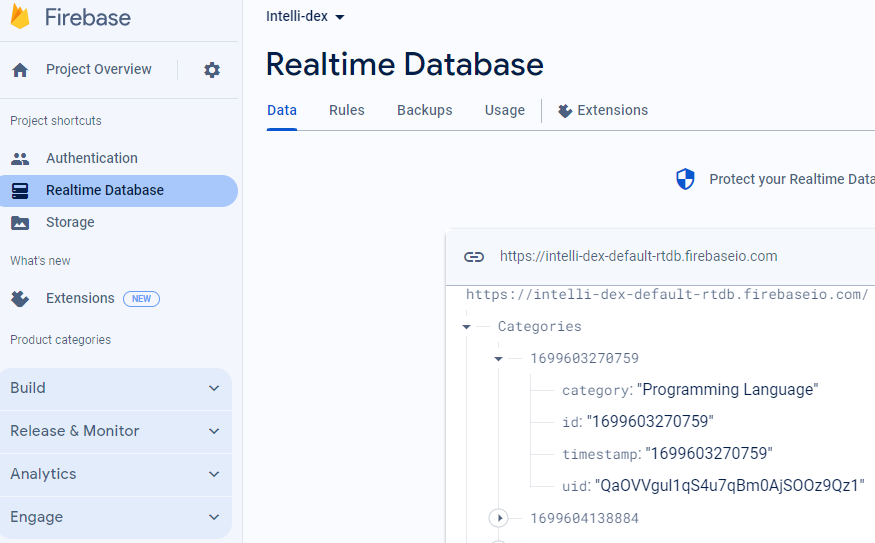 Firebase
Project Overview
Project shortcuts
Authentication
Realtime Database
Storage
What's new
Extensions NEW
Product categories
Build
Release & Monitor
Analytics
Engage
Intelli-dex
Realtime Database
Data Rules Backups Usage Extensions
Protect your Realtime Data
https://intelli-dex-default-rtdb.firebaseio.com
https://intelli-dex-default-rtdb.firebaseio.com/
Categories
1699603270759
category: "Programming Language"
id: "1699603270759"
timestamp: "1699603270759"
uid: "QaOVVguI1qS4u7qBm0AjSOOz9Qz1"
1699604138884